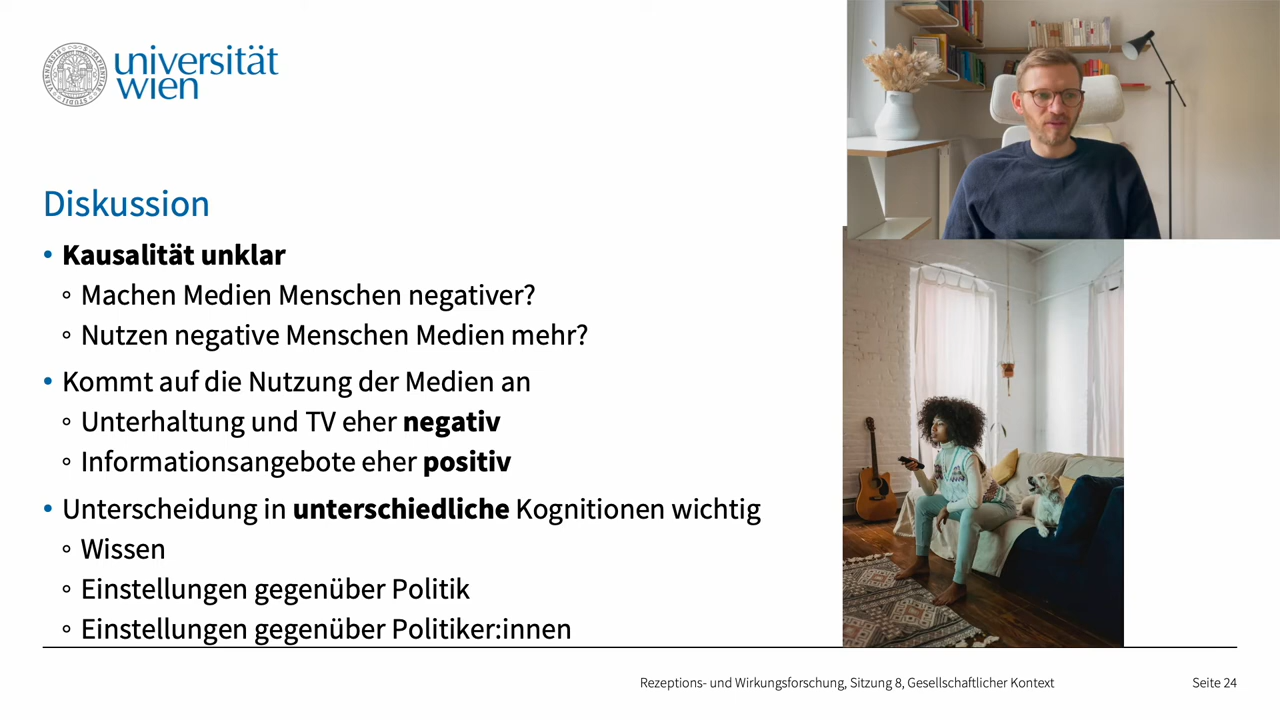 universität
wien
Diskussion
• Kausalität unklar
◦ Machen Medien Menschen negativer?
◦ Nutzen negative Menschen Medien mehr?
• Kommt auf die Nutzung der Medien an
◦ Unterhaltung und TV eher negativ
◦ Informationsangebote eher positiv
• Unterscheidung in unterschiedliche Kognitionen wichtig
◦ Wissen
◦ Einstellungen gegenüber Politik
◦ Einstellungen gegenüber Politiker:innen
Rezeptions- und Wirkungsforschung, Sitzung 8, Gesellschaftlicher Kontext
Seite 24